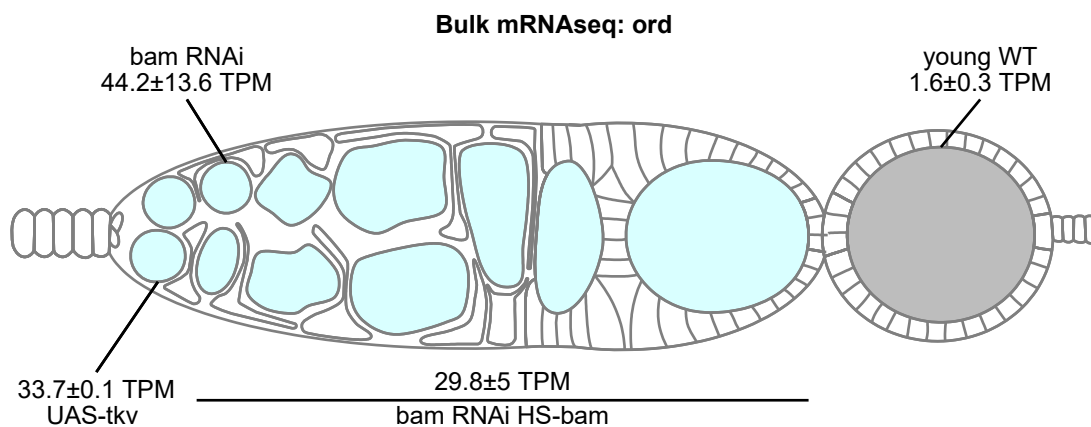 Bulk mRNAseq: ord
bam RNAi
44.2±13.6 TPM
young WT
1.6±0.3 TPM
33.7±0.1 TPM
UAS-tkv
29.8±5 TPM
bam RNAi HS-bam